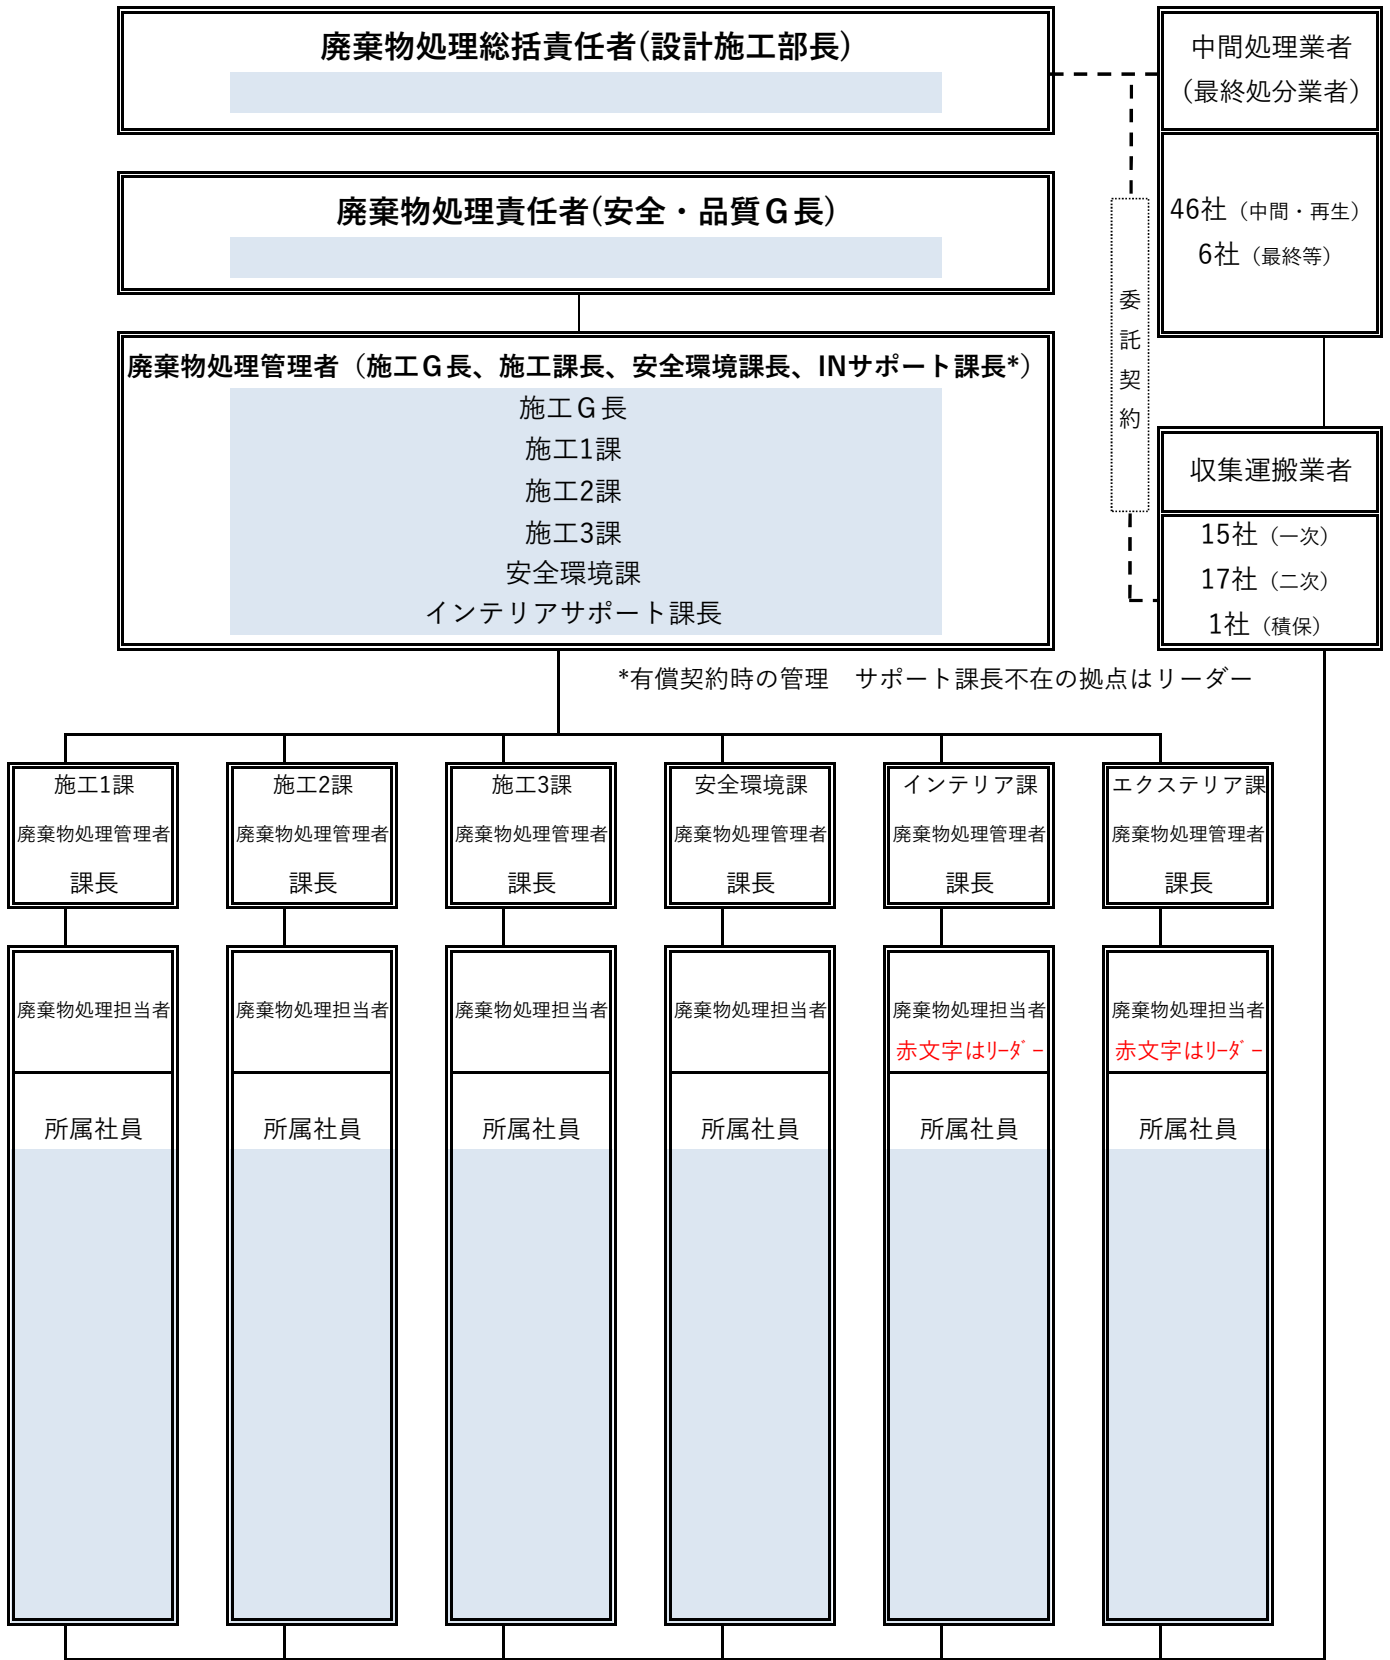 廃棄物処理総括責任者(設計施工部長)
中間処理業者
（最終処分業者）
廃棄物処理責任者(安全・品質Ｇ長)
46社（中間・再生）
6社（最終等）
委託契約
廃棄物処理管理者（施工Ｇ長、施工課長、安全環境課長、INサポート課長*）
施工Ｇ長
施工1課
施工2課
施工3課
安全環境課
インテリアサポート課長
収集運搬業者
15社（一次）
17社（二次）
1社（積保）
*有償契約時の管理　サポート課長不在の拠点はリーダー
施工1課
廃棄物処理管理者
課長
施工2課
廃棄物処理管理者
課長
施工3課
廃棄物処理管理者
課長
安全環境課
廃棄物処理管理者
課長
インテリア課
廃棄物処理管理者
課長
エクステリア課
廃棄物処理管理者
課長
廃棄物処理担当者
所属社員
廃棄物処理担当者
所属社員
廃棄物処理担当者
所属社員
廃棄物処理担当者
所属社員
廃棄物処理担当者
赤文字はﾘｰﾀﾞｰ
所属社員
廃棄物処理担当者
赤文字はﾘｰﾀﾞｰ
所属社員